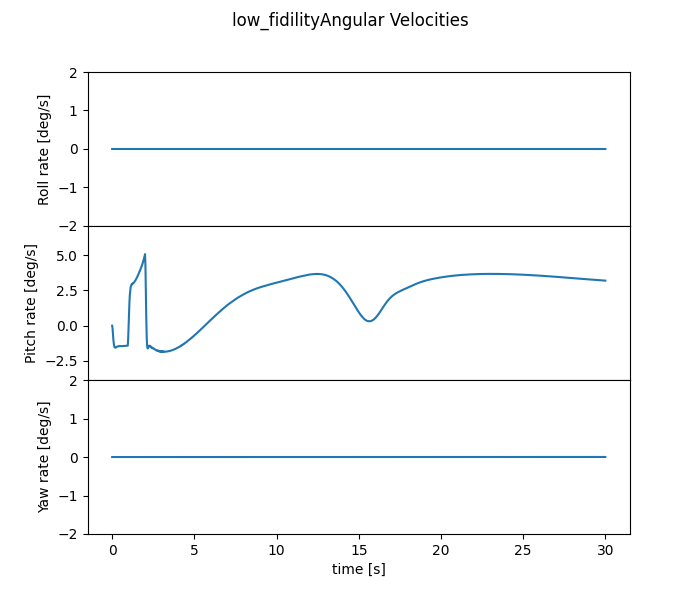 low_fidilityAngular Velocities
Roll rate [deg/s]
2
1
0
−1
−2
Pitch rate [deg/s]
5.0
2.5
0.0
−2.5
Yaw rate [deg/s]
2
1
0
−1
−2
0 5 10 15 20 25 30
time [s]